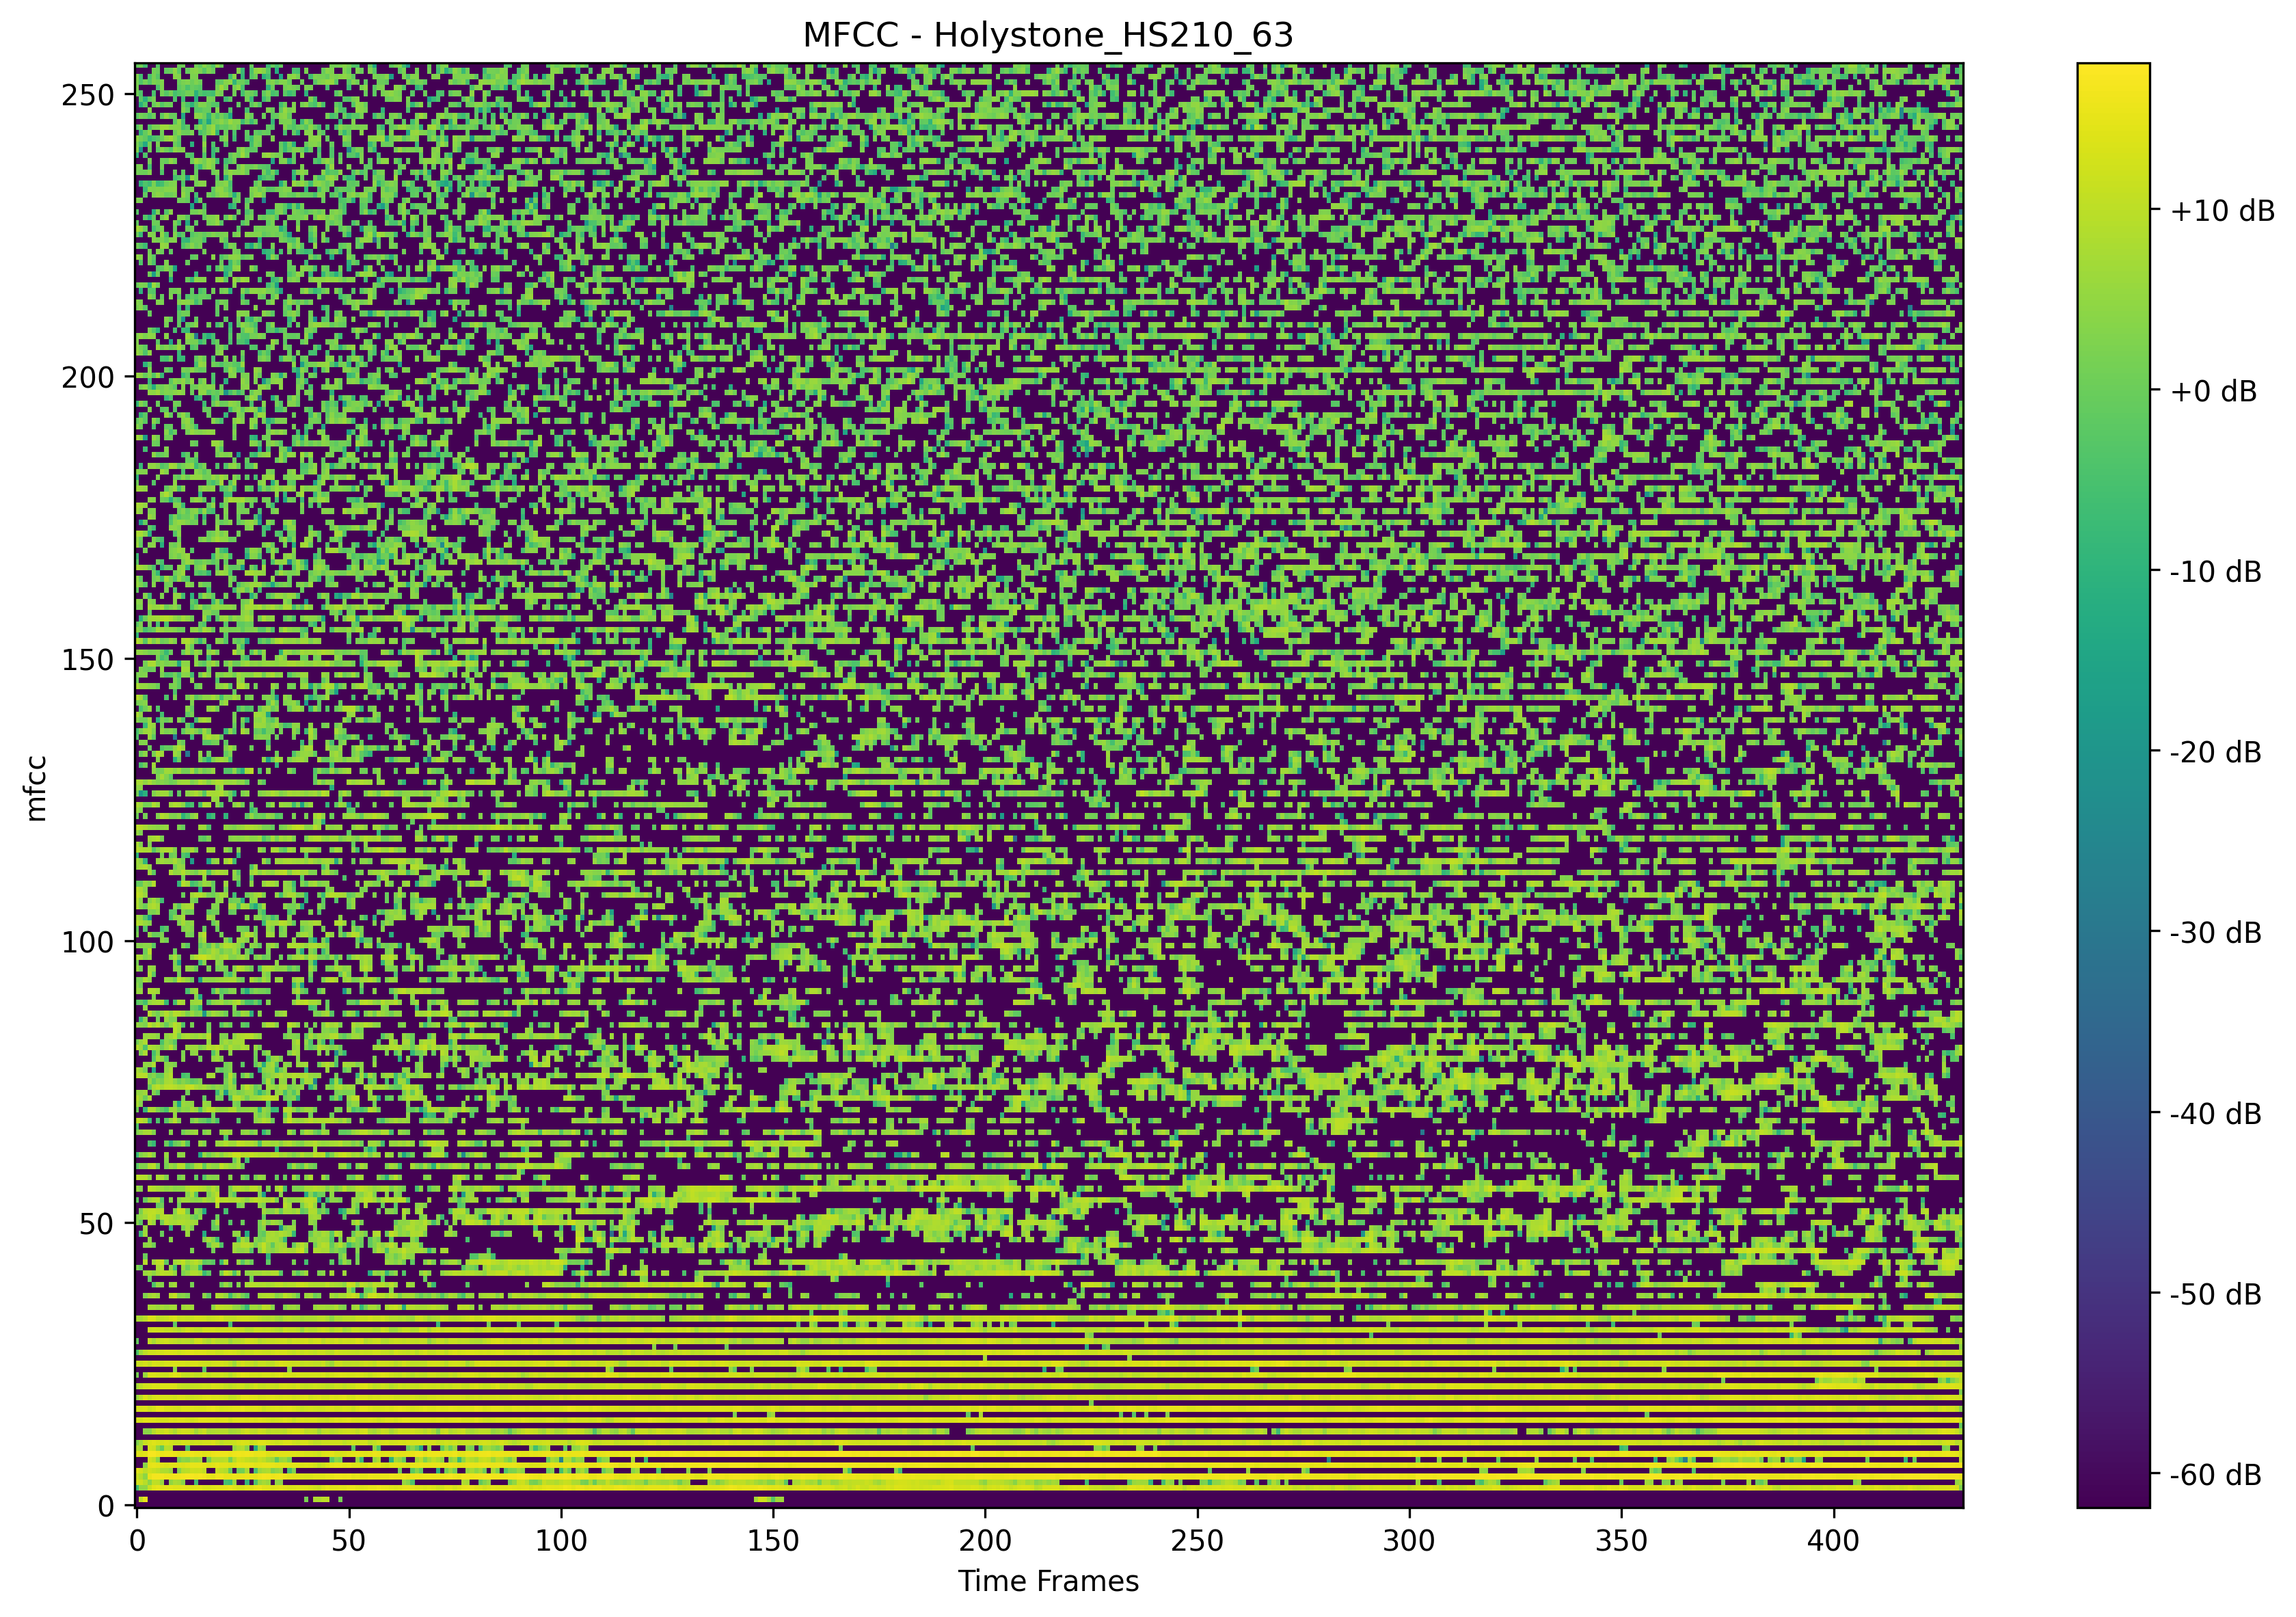 MFCC - Holystone_HS210_63
mfcc
250
200
150
100
50
0
0 50 100 150 200 250 300 350 400
Time Frames
+10 dB
+0 dB
-10 dB
-20 dB
-30 dB
-40 dB
-50 dB
-60 dB